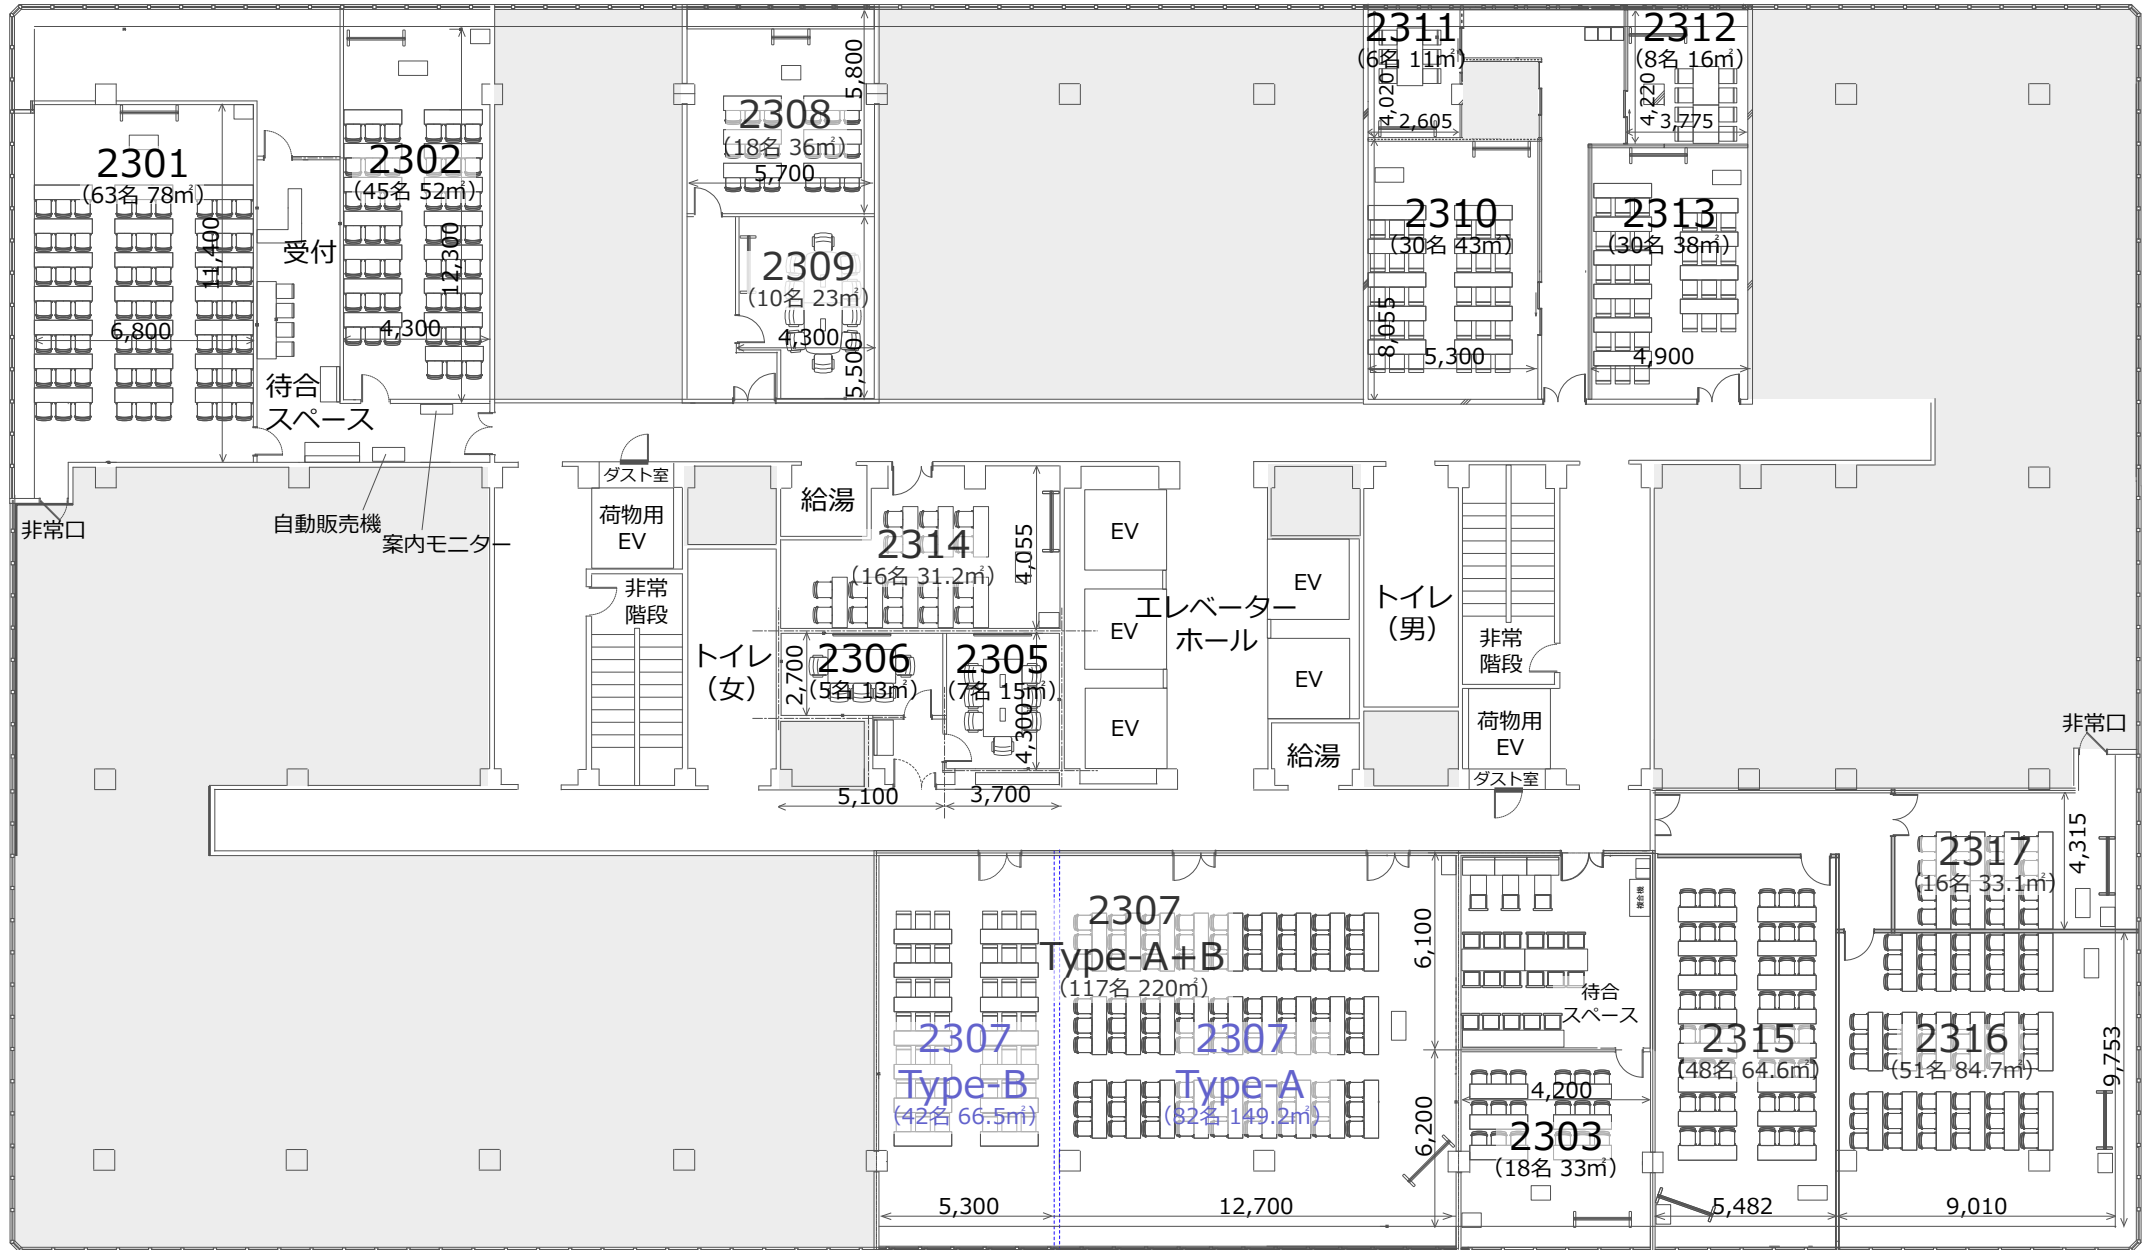 2301
（63名 78㎡）
11,400
6,800
受付
待合
スペース
2302
（45名 52㎡）
12,300
4,300
自動販売機
案内モニター
非常口
2308
（18名 36㎡）
5,800
5,700
2309
（10名 23㎡）
4,300
5,500
2311
（6名 11㎡）
4,020
2,605
2312
（8名 16㎡）
4,220
3,775
2310
（30名 43㎡）
8,055
5,300
2313
（30名 38㎡）
4,900
ダスト室
荷物用
EV
非常
階段
トイレ
（女）
給湯
2314
（16名 31.2㎡）
4,055
2306
（5名 13㎡）
2,700
5,100
2305
（7名 15㎡）
4,300
3,700
EV
EV
EV
エレベーター
ホール
EV
EV
給湯
トイレ
（男）
非常
階段
荷物用
EV
ダスト室
非常口
2307
Type-A+B
（117名 220㎡）
2307
Type-B
（42名 66.5㎡）
2307
Type-A
（82名 149.2㎡）
5,300
12,700
6,100
6,200
複合機
待合
スペース
4,200
2303
（18名 33㎡）
2315
（48名 64.6㎡）
5,482
2317
（16名 33.1㎡）
4,315
2316
（51名 84.7㎡）
9,753
9,010